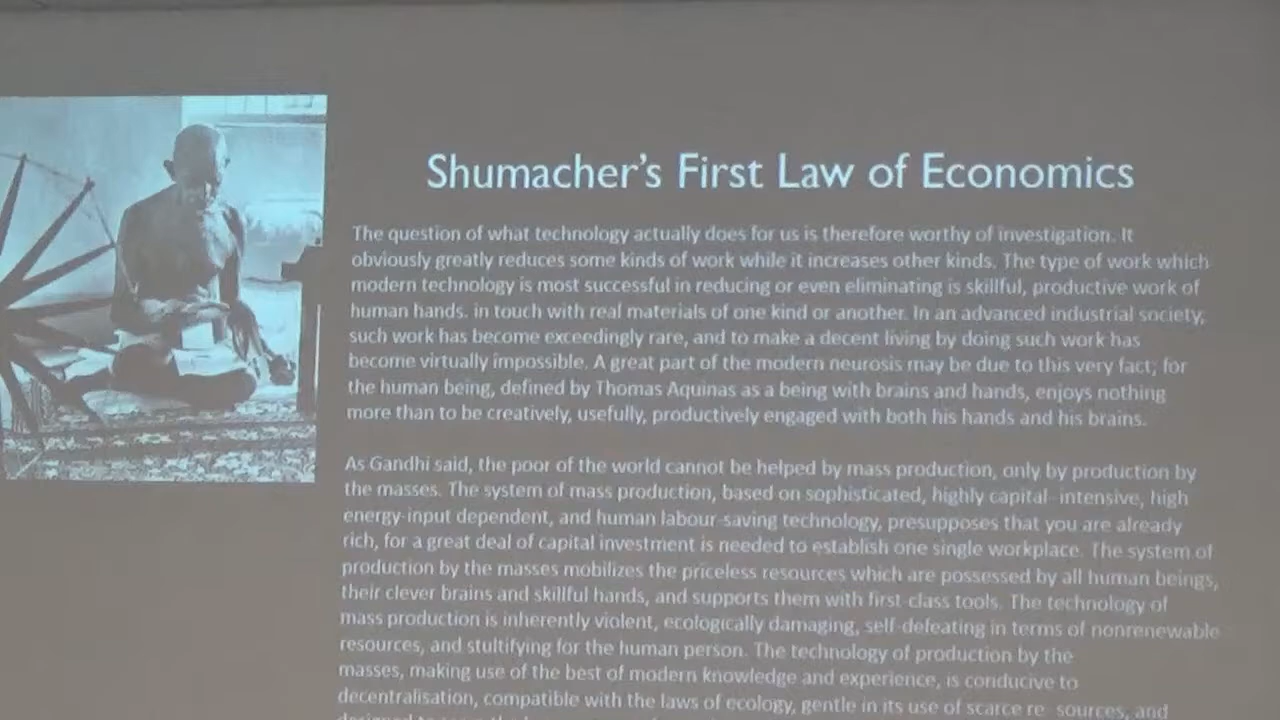 Shumacher's First Law of Economics
The question of what technology actually does for us is therefore worthy of investigation. It
obviously greatly reduces some kinds of work while it increases other kinds. The type of work which
modern technology is most successful in reducing or even eliminating is skillful, productive work of
human hands. in touch with real materials of one kind or another. In an advanced industrial society,
such work has become exceedingly rare, and to make a decent living by doing such work has
become virtually impossible. A great part of the modern neurosis may be due to this very fact; for
the human being, defined by Thomas Aquinas as a being with brains and hands, enjoys nothing
more than to be creatively, usefully, productively engaged with both his hands and his brains.
As Gandhi said, the poor of the world cannot be helped by mass production, only by production by
the masses. The system of mass production, based on sophisticated, highly capital- intensive, high
energy-input dependent, and human labour-saving technology, presupposes that you are already
rich, for a great deal of capital investment is needed to establish one single workplace. The system of
production by the masses mobilizes the priceless resources which are possessed by all human beings,
their clever brains and skillful hands, and supports them with first-class tools. The technology of
mass production is inherently violent, ecologically damaging, self-defeating in terms of nonrenewable
resources, and stultifying for the human person. The technology of production by the
masses, making use of the best of modern knowledge and experience, is conducive to
decentralisation, compatible with the laws of ecology, gentle in its use of scarce re- sources, and